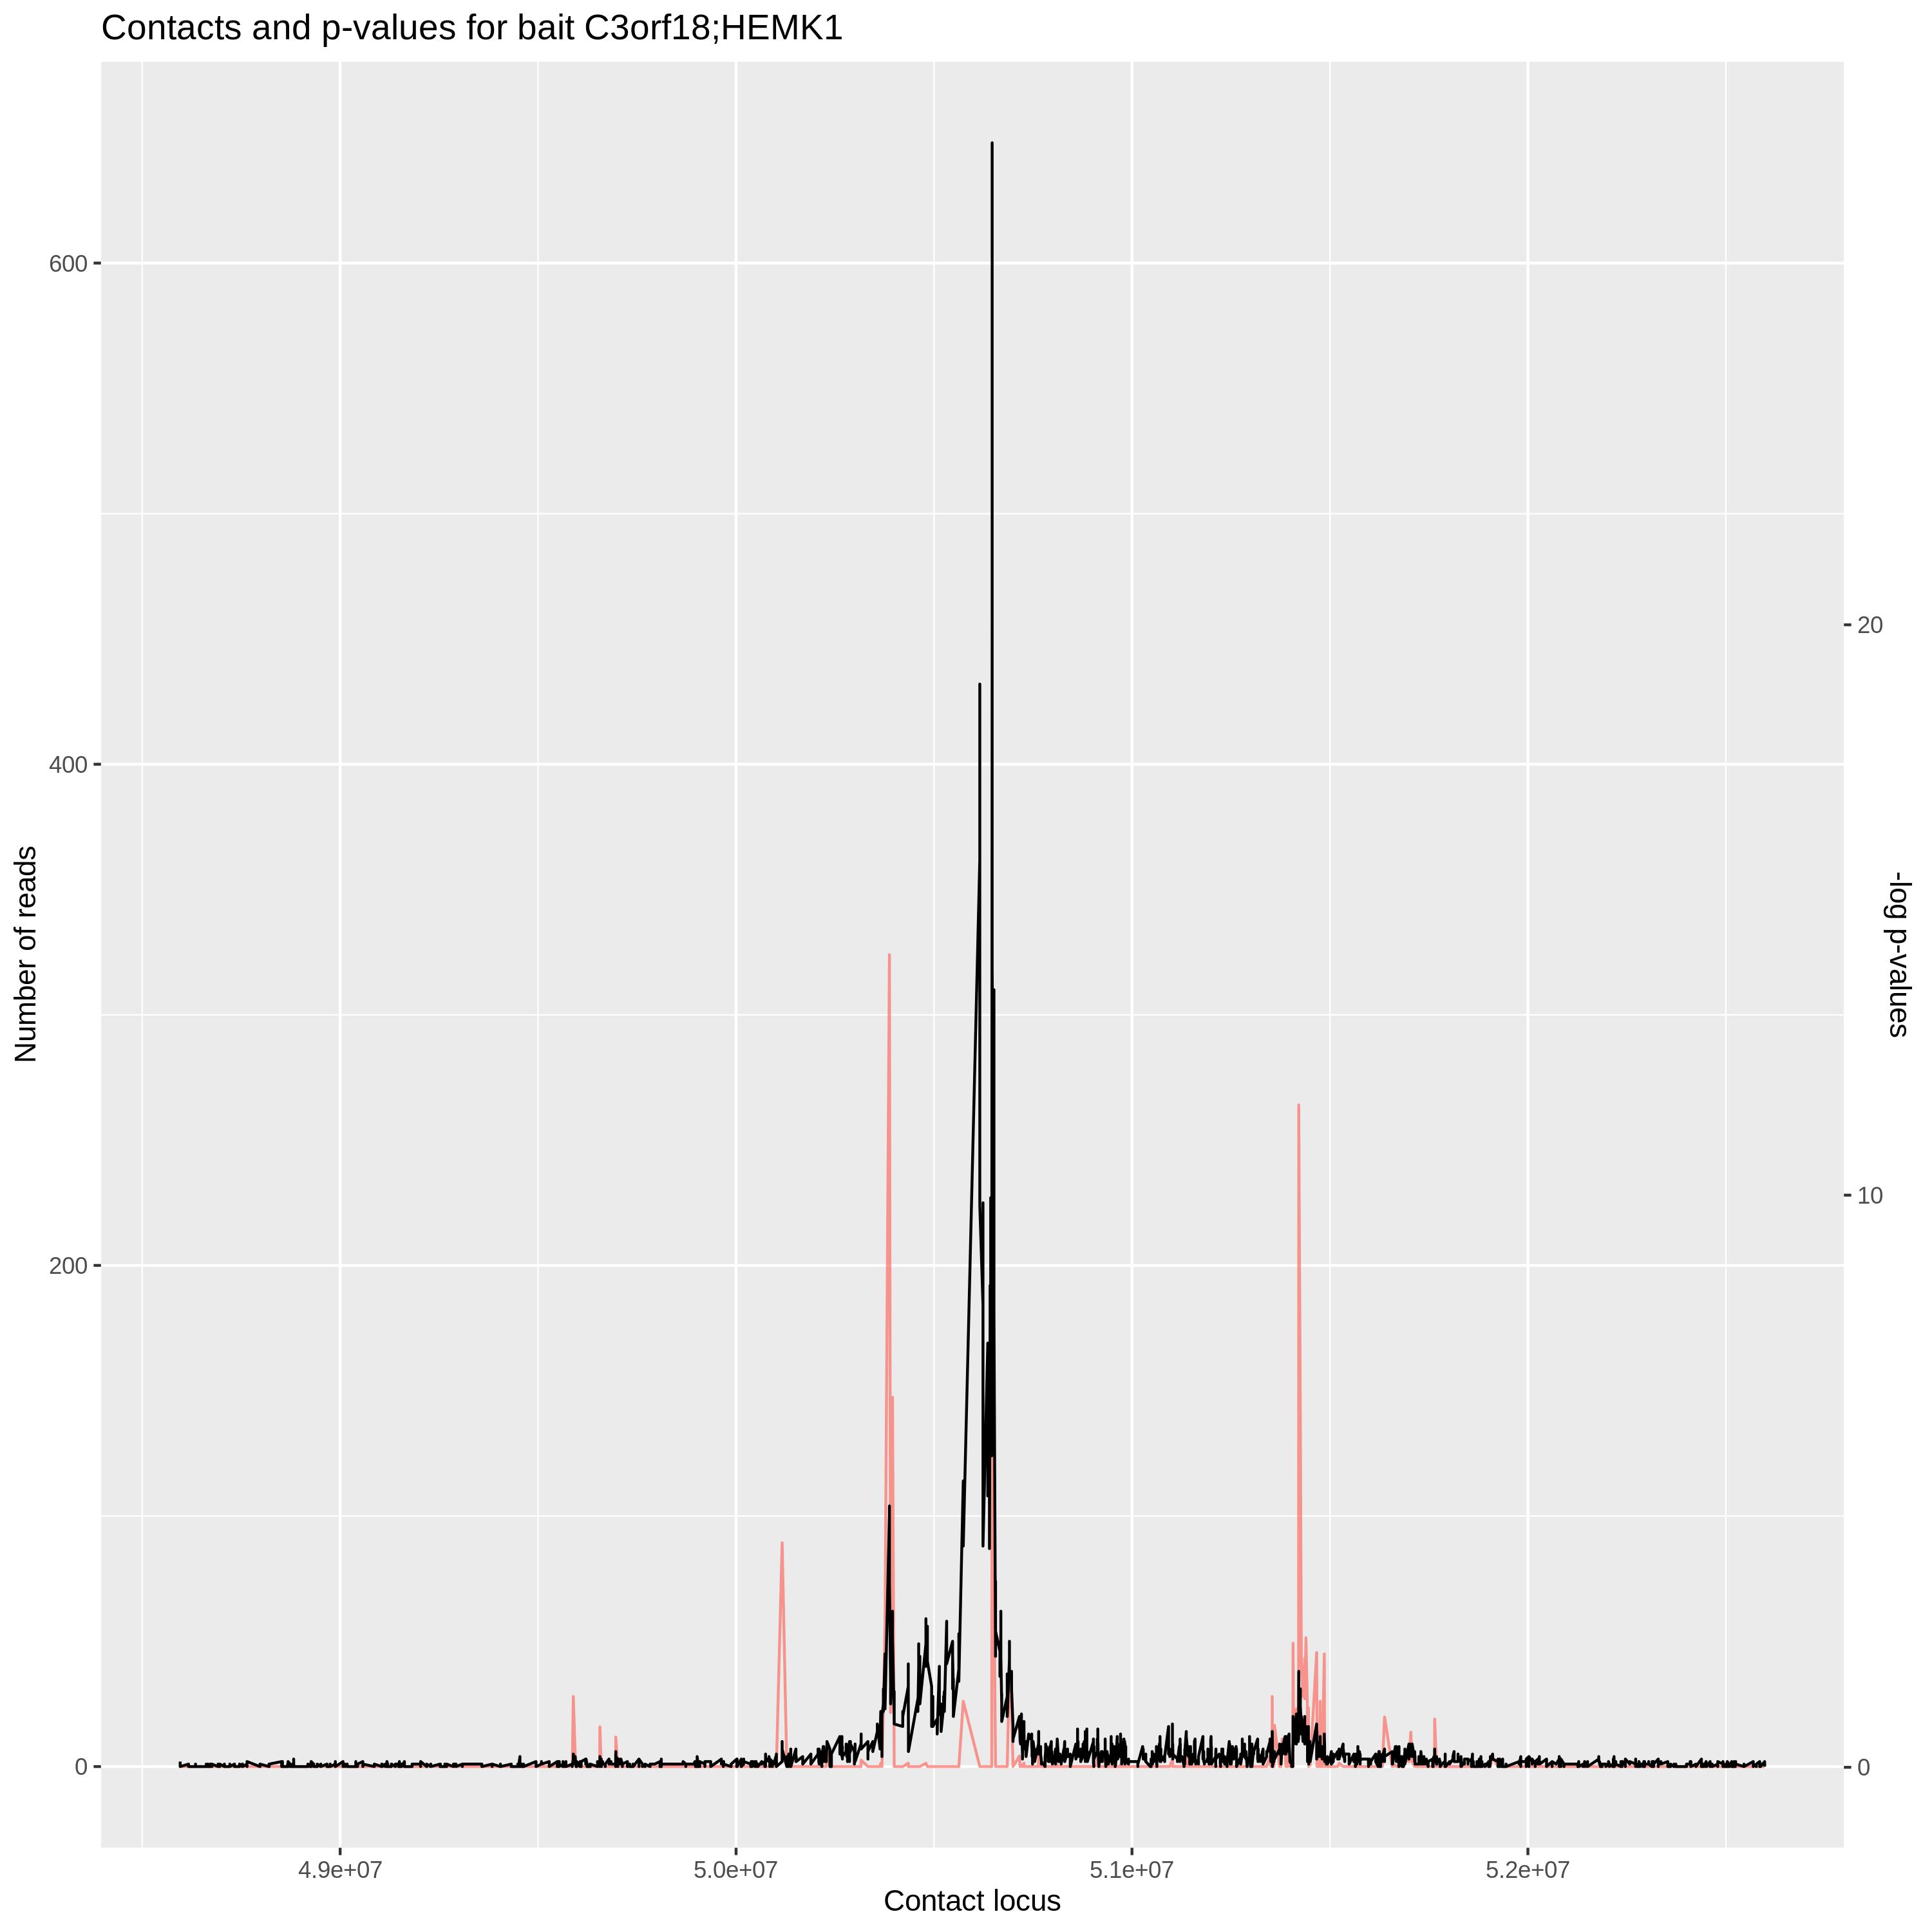 Contacts and p-values for bait C3orf18;HEMK1
600
400
200
0
Number of reads
20
10
0
-log p-values
4.9e+07
5.0e+07
5.1e+07
5.2e+07
Contact locus